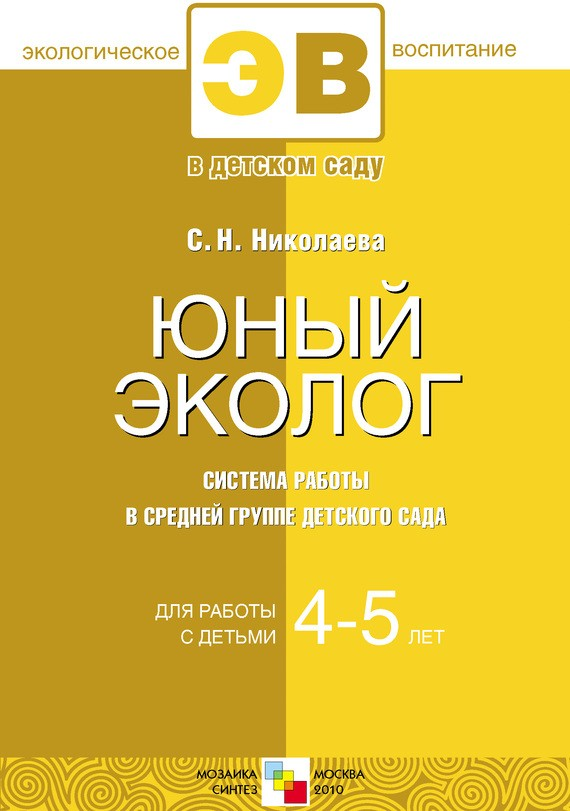 экологическое
ЭВ
воспитание
в детском саду
С. Н. Николаева
ЮНЫЙ
ЭКОЛОГ
СИСТЕМА РАБОТЫ
В СРЕДНЕЙ ГРУППЕ ДЕТСКОГО САДА
ДЛЯ РАБОТЫ
С ДЕТЬМИ
4-5
ЛЕТ
МОЗАИКА
СИНТЕЗ
МОСКВА
2010